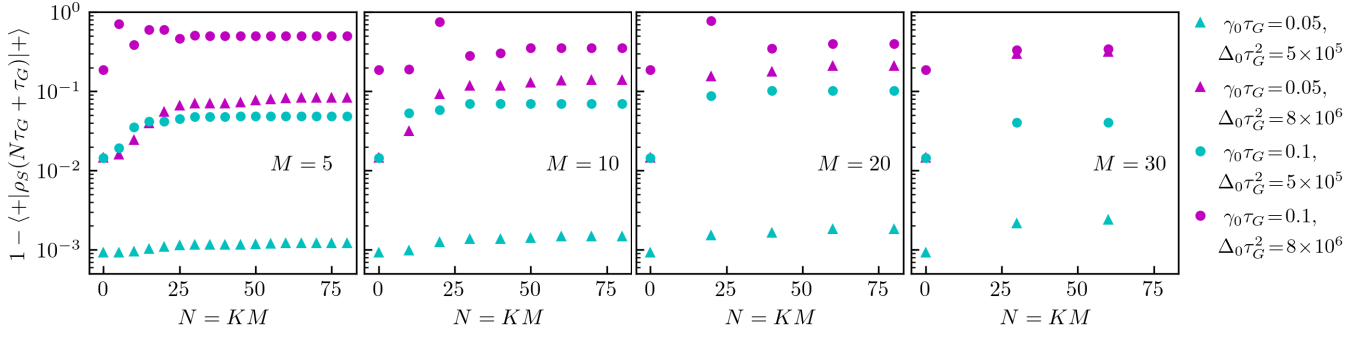 1 − ⟨+|ρ_S(Nτ_G + τ_G)|+⟩
10^0
10^−1
10^−2
10^−3
M = 5
0 25 50 75
N = KM
M = 10
0 25 50 75
N = KM
M = 20
0 25 50 75
N = KM
M = 30
0 25 50 75
N = KM
γ_0τ_G=0.05,
Δ_0τ_G^2=5×10^5
γ_0τ_G=0.05,
Δ_0τ_G^2=8×10^6
γ_0τ_G=0.1,
Δ_0τ_G^2=5×10^5
γ_0τ_G=0.1,
Δ_0τ_G^2=8×10^6